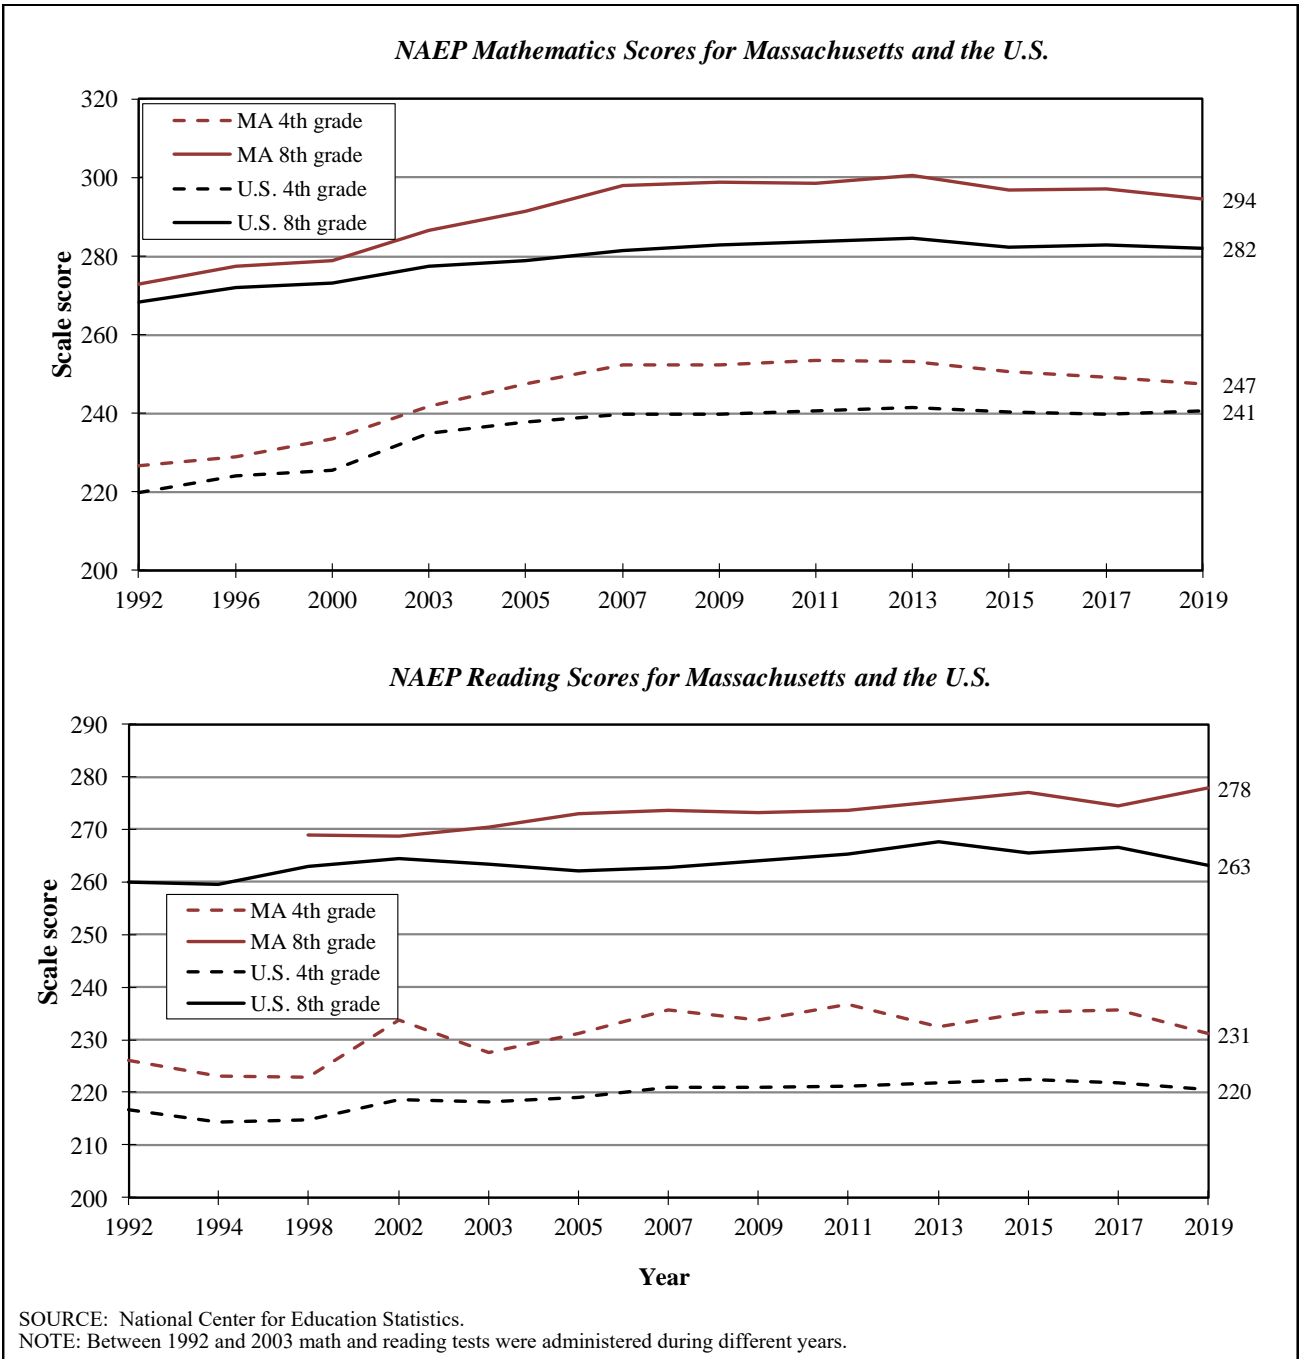 NAEP Mathematics Scores for Massachusetts and the U.S.
320
300
280
260
240
220
200
Scale score
MA 4th grade
MA 8th grade
U.S. 4th grade
U.S. 8th grade
294
282
247
241
1992 1996 2000 2003 2005 2007 2009 2011 2013 2015 2017 2019
NAEP Reading Scores for Massachusetts and the U.S.
290
280
270
260
250
240
230
220
210
200
Scale score
MA 4th grade
MA 8th grade
U.S. 4th grade
U.S. 8th grade
278
263
231
220
1992 1994 1998 2002 2003 2005 2007 2009 2011 2013 2015 2017 2019
Year
SOURCE: National Center for Education Statistics.
NOTE: Between 1992 and 2003 math and reading tests were administered during different years.